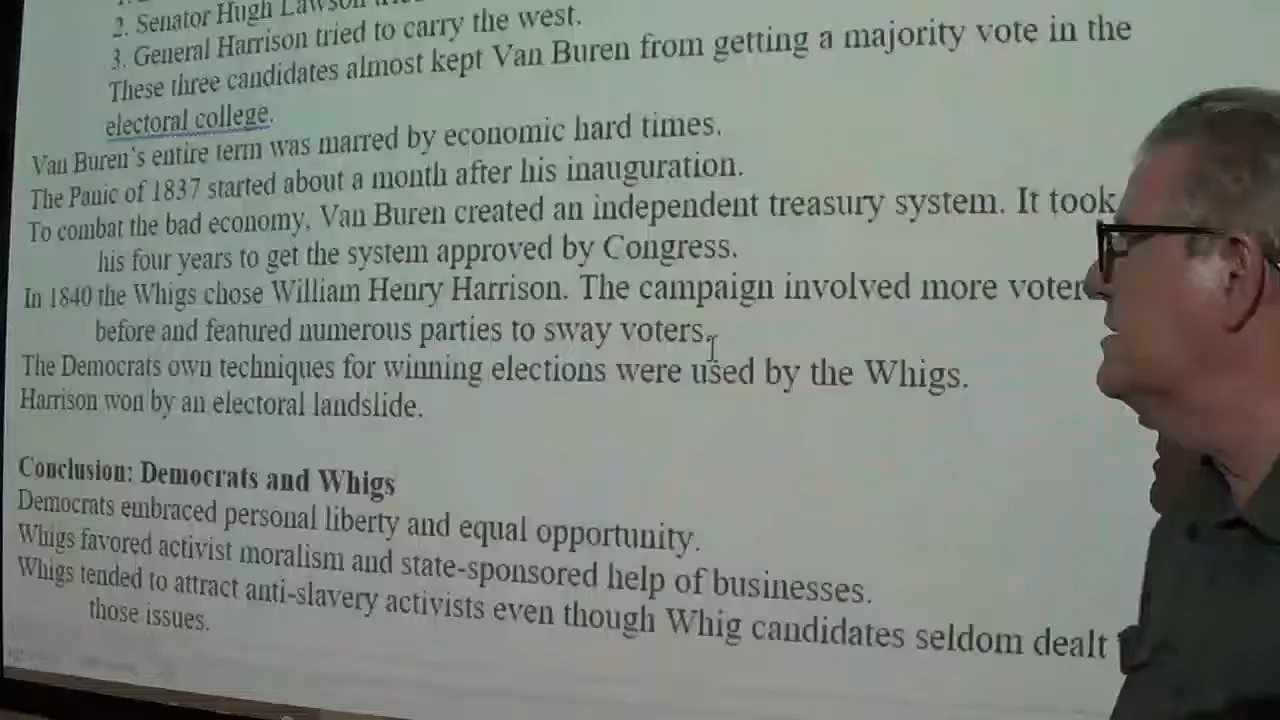 2. Senator Hugh Lawson
3. General Harrison tried to carry the west.
These three candidates almost kept Van Buren from getting a majority vote in the
electoral college.
Van Buren's entire term was marred by economic hard times.
The Panic of 1837 started about a month after his inauguration.
To combat the bad economy, Van Buren created an independent treasury system. It took
his four years to get the system approved by Congress.
In 1840 the Whigs chose William Henry Harrison. The campaign involved more
before and featured numerous parties to sway voters.
The Democrats own techniques for winning elections were used by the Whigs.
Harrison won by an electoral landslide.
Conclusion: Democrats and Whigs
Democrats embraced personal liberty and equal opportunity.
Whigs favored activist moralism and state-sponsored help of businesses.
Whigs tended to attract anti-slavery activists even though Whig candidates seldom dealt
those issues.